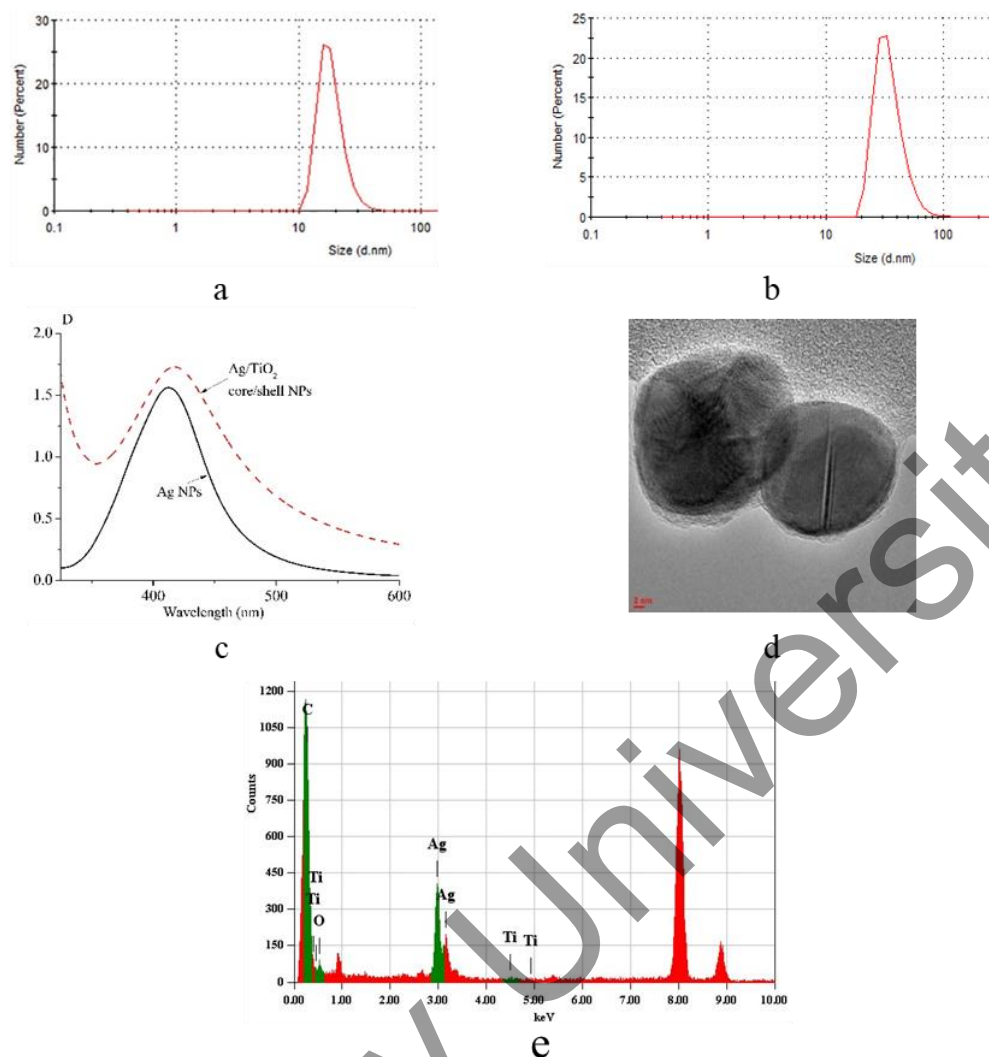 30
20
10
0
Number (Percent)
0.1 1 10 100
Size (d.nm)
a
25
20
15
10
5
0
Number (Percent)
0.1 1 10 100
Size (d.nm)
b
D
2.0
1.5
1.0
0.5
0.0
Ag/TiO2
core/shell NPs
Ag NPs
400 500 600
Wavelength (nm)
c
2 nm
d
1200
1050
900
750
600
450
300
150
0
Counts
C
Ti
Ti
O
Ag
Ag
Ti Ti
0.00 1.00 2.00 3.00 4.00 5.00 6.00 7.00 8.00 9.00 10.00
keV
e
y Universit